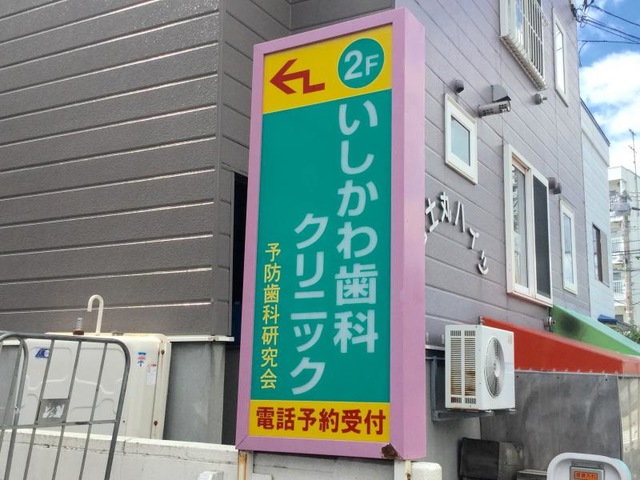 2F
いしかわ歯科
クリニック
予防歯科研究会
電話予約受付